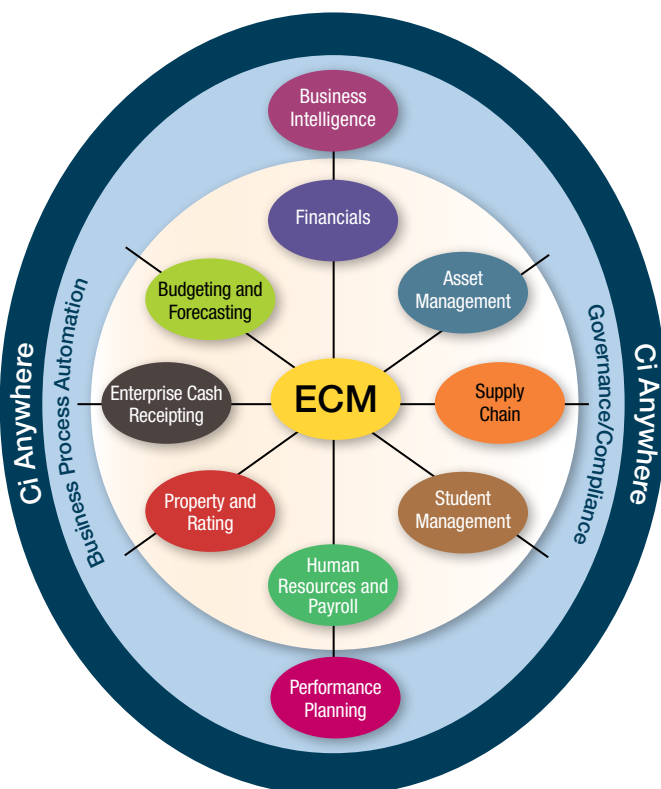 Business
Intelligence
Financials
Budgeting and
Forecasting
Asset
Management
Ci Anywhere
Business Process Automation
Enterprise Cash
Receipting
ECM
Supply
Chain
Governance/Compliance
Ci Anywhere
Property and
Rating
Student
Management
Human
Resources and
Payroll
Performance
Planning